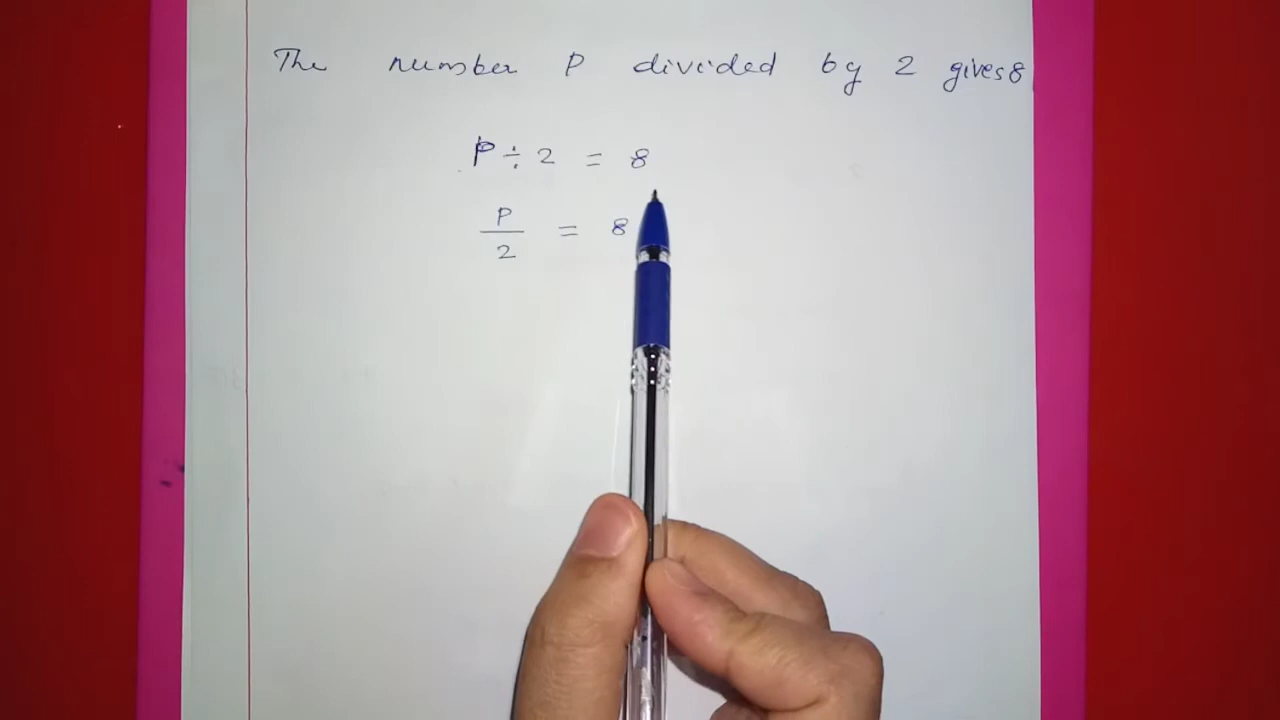 The number P divided by 2 gives 8
P ÷ 2 = 8
P/2 = 8